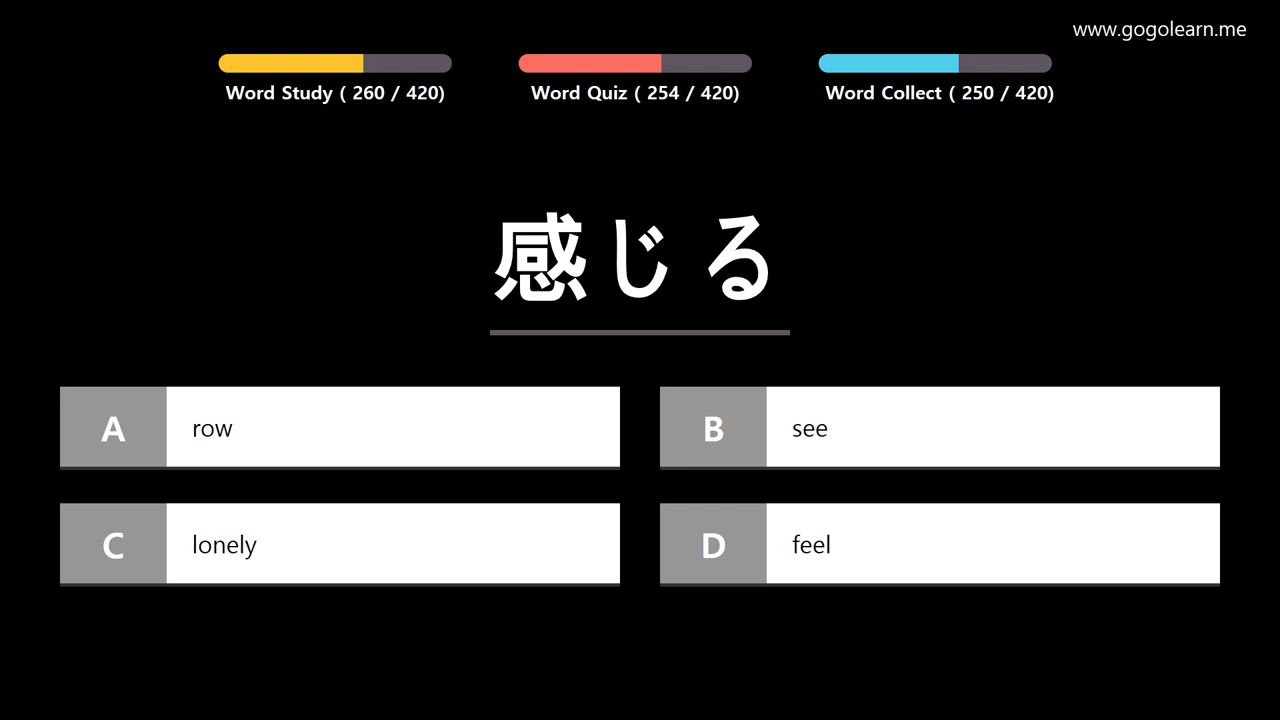 www.gogolearn.me
Word Study ( 260 / 420)
Word Quiz ( 254 / 420)
Word Collect ( 250 / 420)
感じる
A row
B see
C lonely
D feel